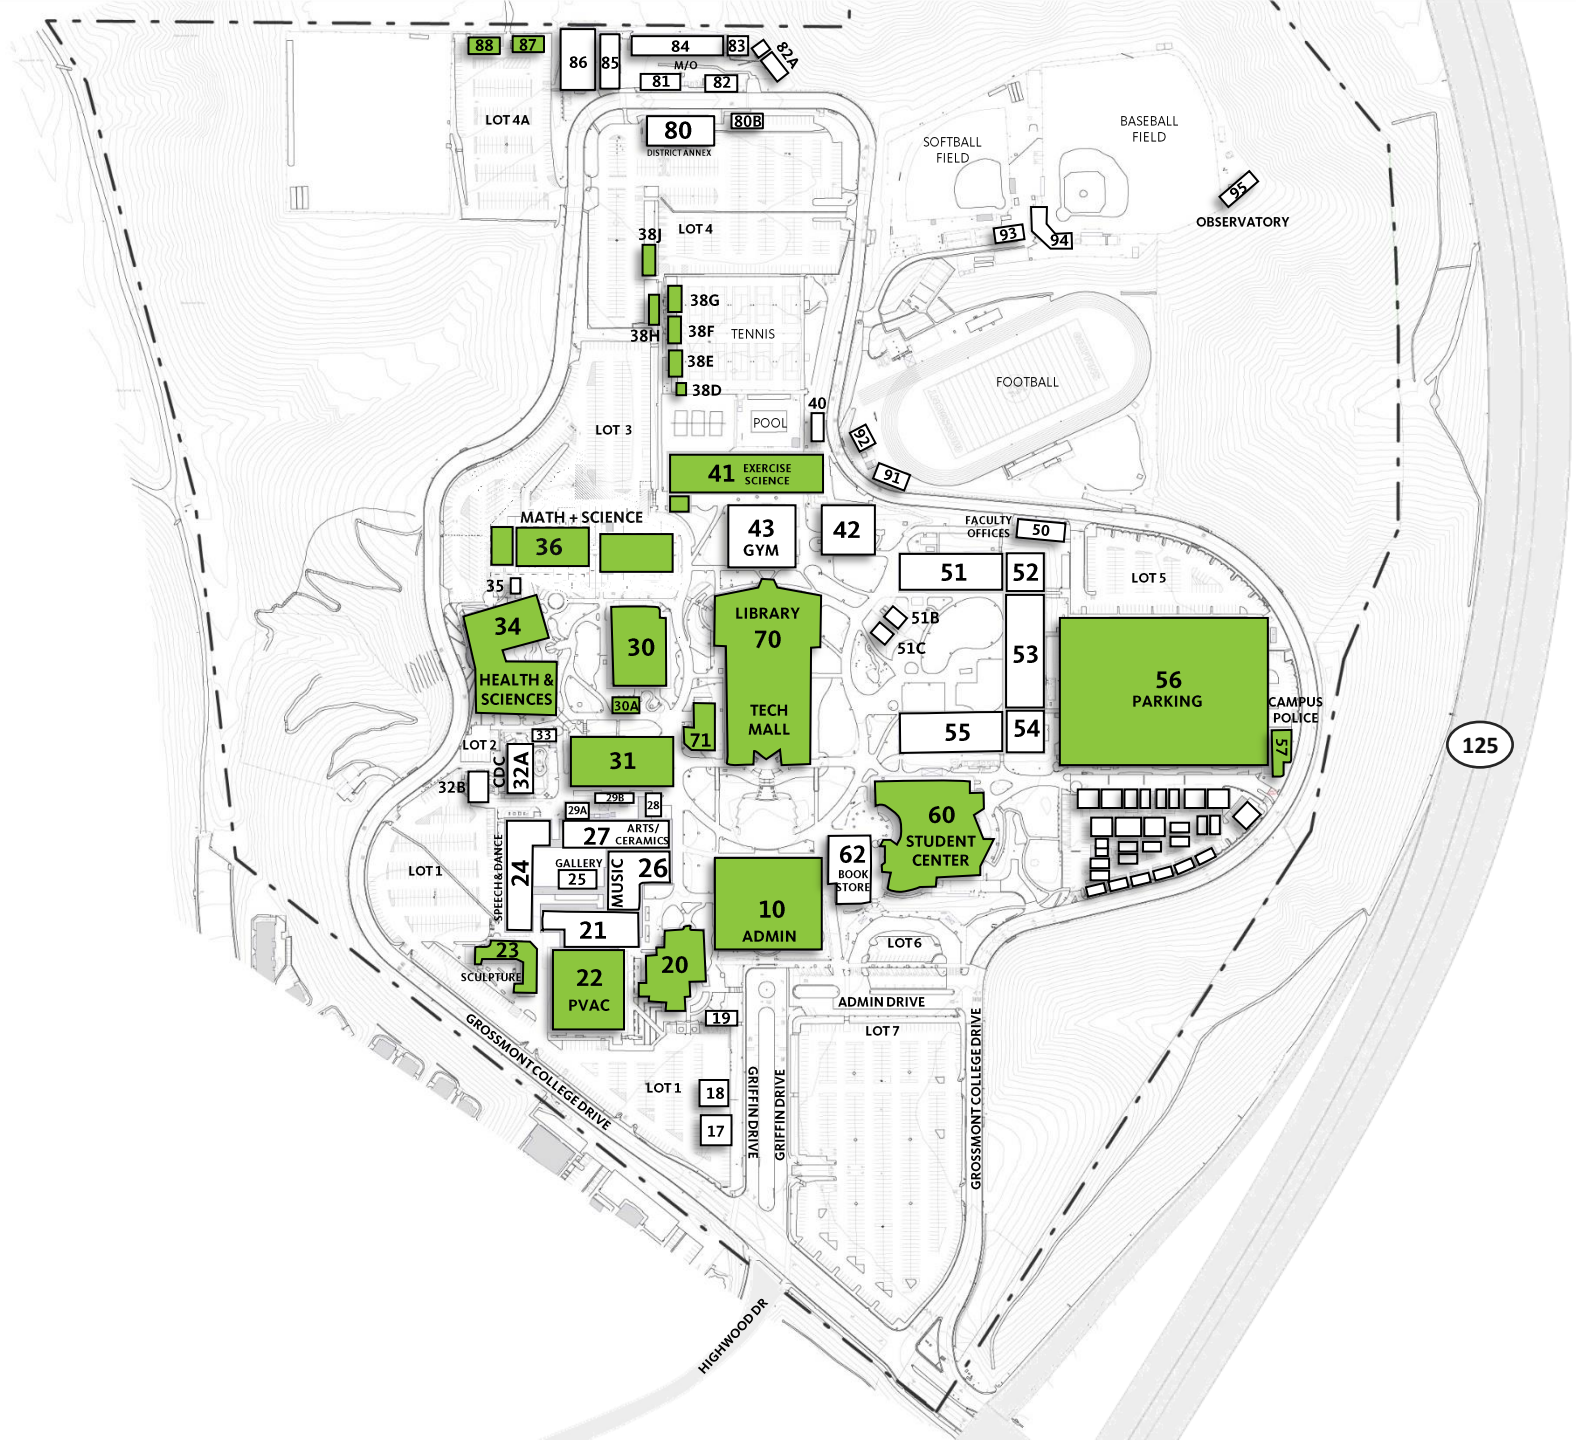 88
87
86
85
84
83
82A
M/O
81
82
LOT 4A
80
80B
DISTRICT ANNEX
SOFTBALL
FIELD
BASEBALL
FIELD
95
OBSERVATORY
93
94
38J
LOT 4
38G
38H
38F
TENNIS
38E
38D
FOOTBALL
40
LOT 3
POOL
92
91
41 EXERCISE
SCIENCE
MATH + SCIENCE
36
43
GYM
42
FACULTY
OFFICES
50
51
52
LOT 5
35
34
HEALTH &
SCIENCES
30
30A
LIBRARY
70
TECH
MALL
51B
51C
53
56
PARKING
CAMPUS
POLICE
57
71
55
54
125
LOT 2
33
CDC
32A
32B
31
29B
29A
28
60
STUDENT
CENTER
27 ARTS/
CERAMICS
62
BOOK
STORE
LOT 1
SPEECH & DANCE
24
GALLERY
25
MUSIC
26
10
ADMIN
21
LOT 6
23
SCULPTURE
22
PVAC
20
ADMIN DRIVE
19
LOT 7
GROSSMONT COLLEGE DRIVE
LOT 1
18
17
GRIFFIN DRIVE
GRIFFIN DRIVE
GROSSMONT COLLEGE DRIVE
HIGHWOOD DR